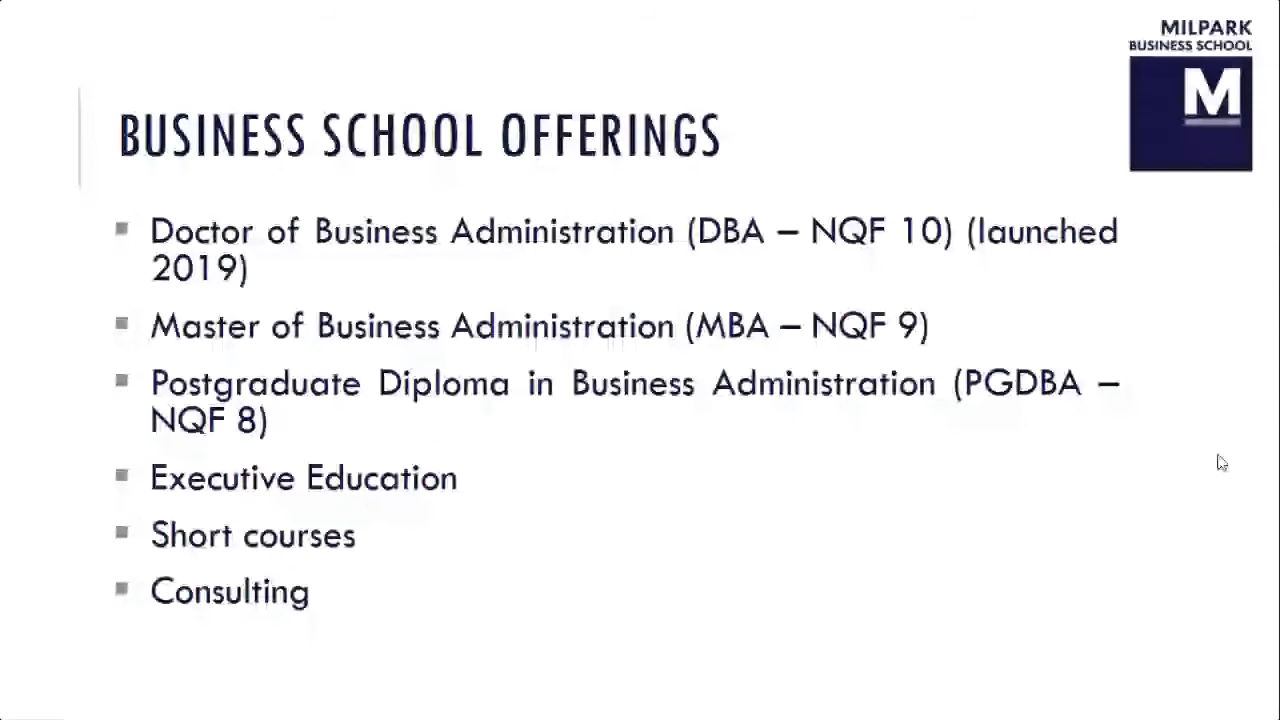 MILPARK
BUSINESS SCHOOL
M
BUSINESS SCHOOL OFFERINGS
Doctor of Business Administration (DBA – NQF 10) (launched
2019)
Master of Business Administration (MBA – NQF 9)
Postgraduate Diploma in Business Administration (PGDBA –
NQF 8)
Executive Education
Short courses
Consulting